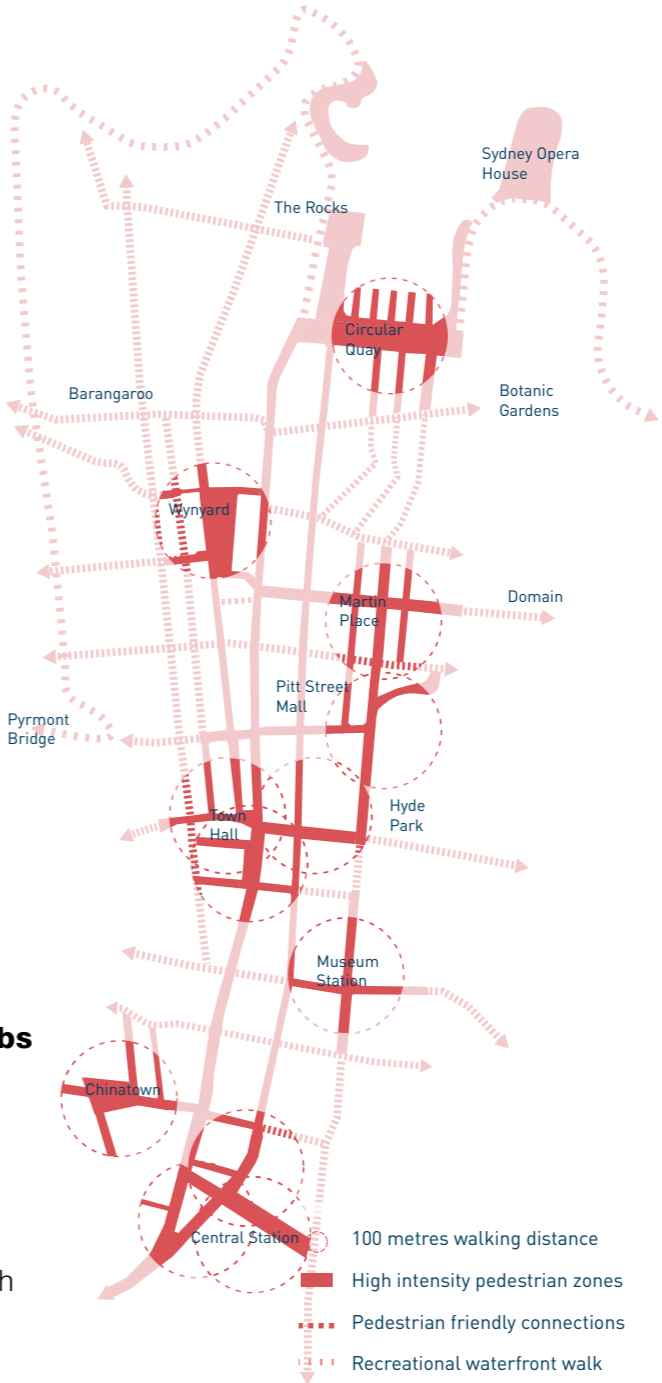 Sydney Opera
House
The Rocks
Circular
Quay
Barangaroo
Botanic
Gardens
Wynyard
Martin
Place
Domain
Pitt Street
Mall
Pyrmont
Bridge
Town
Hall
Hyde
Park
Museum
Station
bs
Chinatown
Central Station
100 metres walking distance
h
High intensity pedestrian zones
Pedestrian friendly connections
Recreational waterfront walk